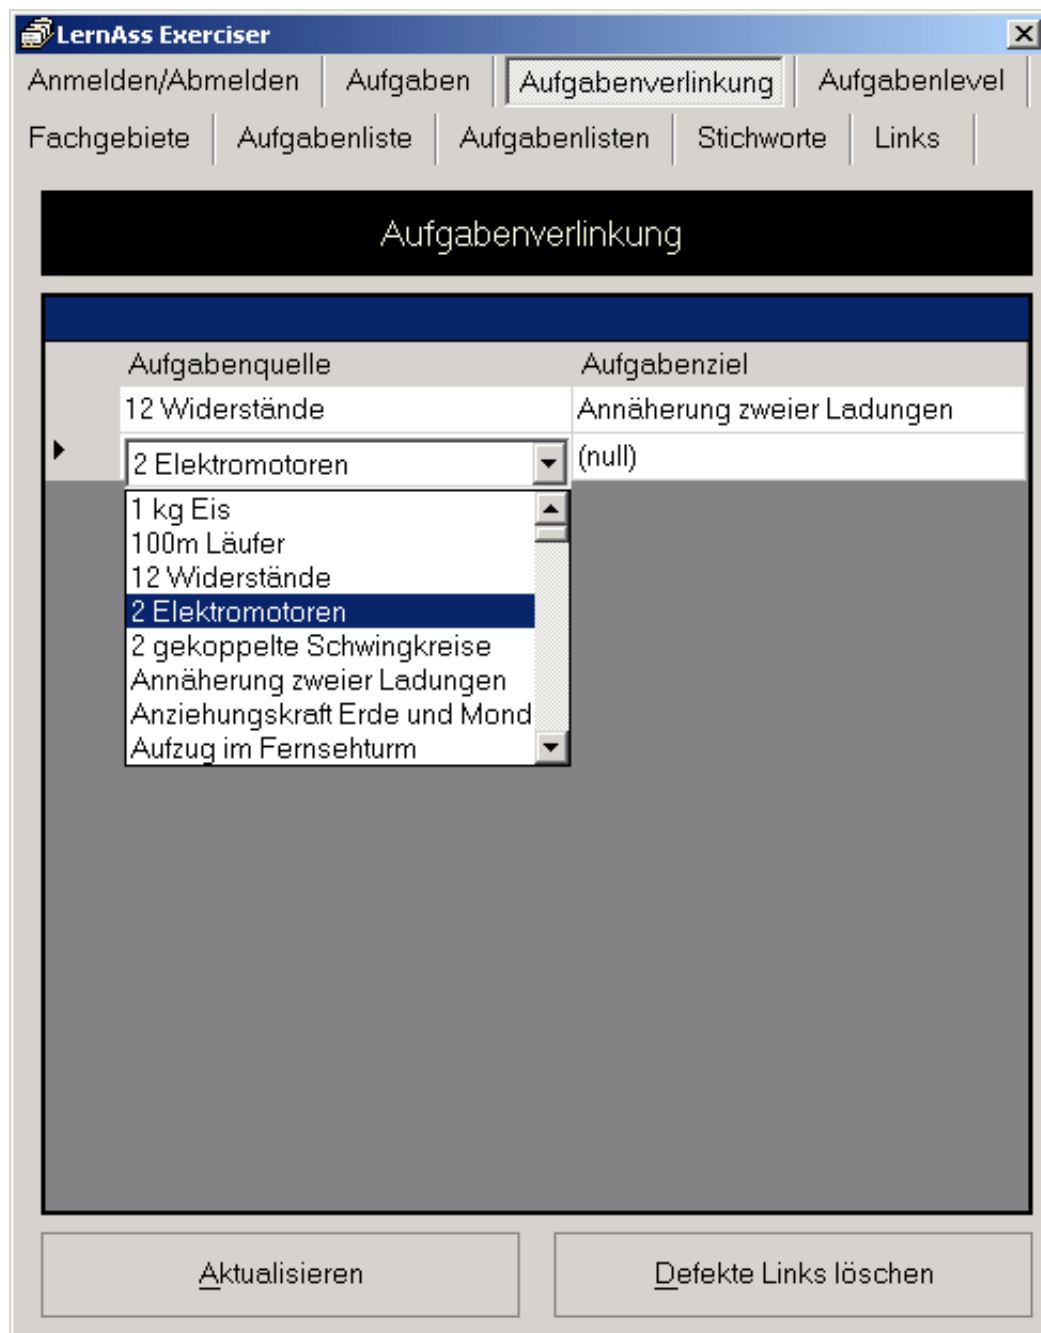 LernAss Exerciser
Anmelden/Abmelden Aufgaben Aufgabenverlinkung Aufgabenlevel
Fachgebiete Aufgabenliste Aufgabenlisten Stichworte Links
Aufgabenverlinkung
Aufgabenquelle Aufgabenziel
12 Widerstände Annäherung zweier Ladungen
2 Elektromotoren (null)
1 kg Eis
100m Läufer
12 Widerstände
2 Elektromotoren
2 gekoppelte Schwingkreise
Annäherung zweier Ladungen
Anziehungskraft Erde und Mond
Aufzug im Fernsehturm
Aktualisieren Defekte Links löschen